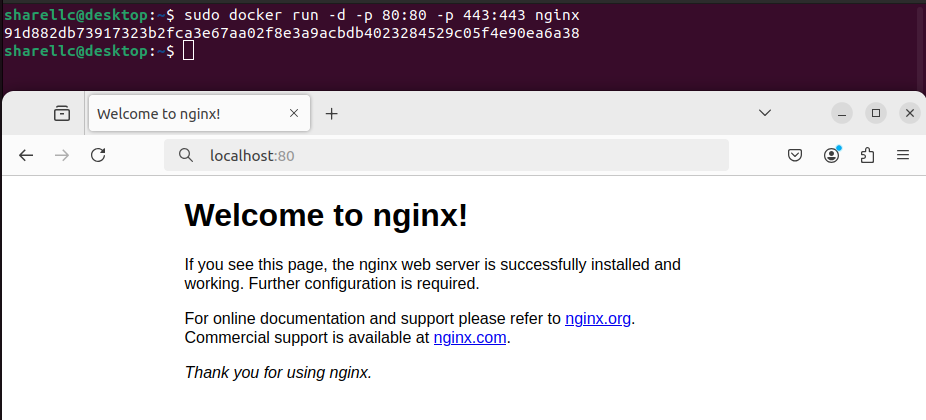 sharellc@desktop:~$ sudo docker run -d -p 80:80 -p 443:443 nginx
91d882db73917323b2fca3e67aa02f8e3a9acbdb4023284529c05f4e90ea6a38
sharellc@desktop:~$
Welcome to nginx!
localhost:80
Welcome to nginx!
If you see this page, the nginx web server is successfully installed and
working. Further configuration is required.
For online documentation and support please refer to nginx.org.
Commercial support is available at nginx.com.
Thank you for using nginx.